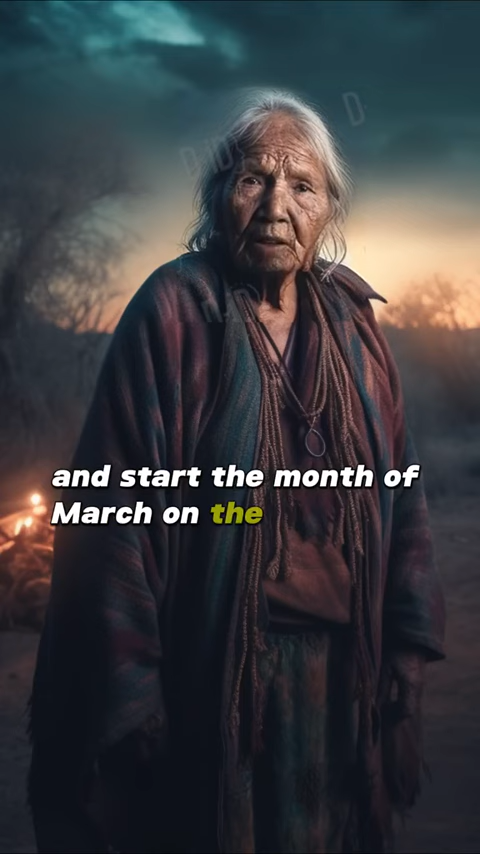 and start the month of
March on the